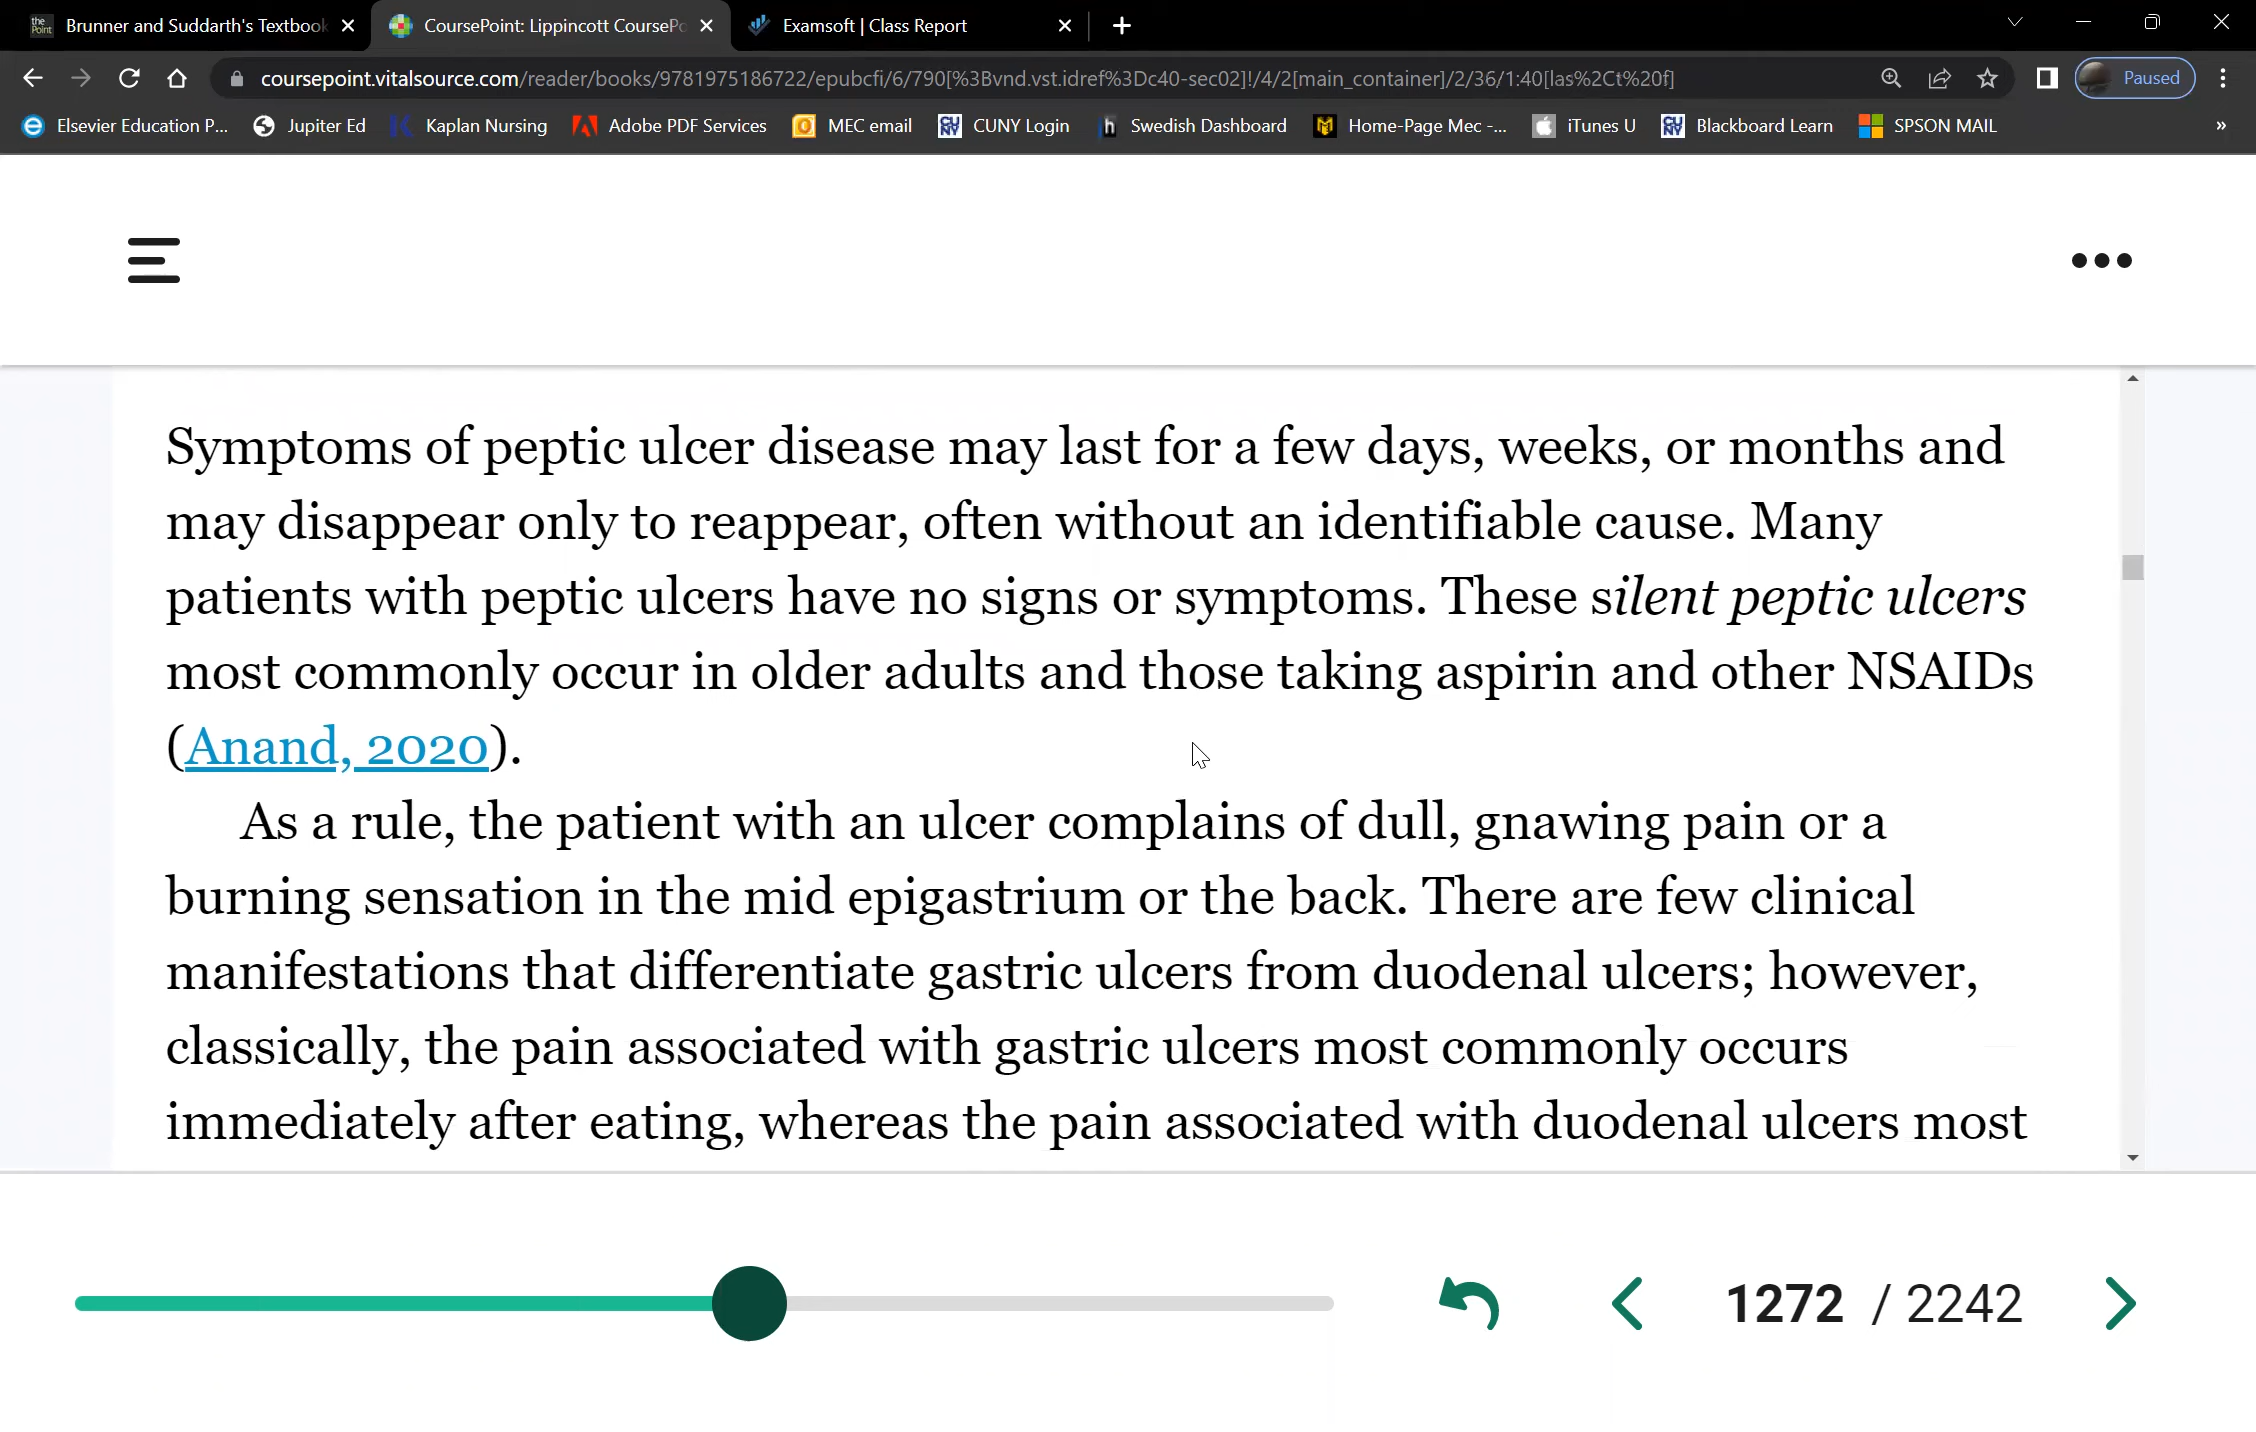 the Point
Brunner and Suddarth's Textbook
CoursePoint: Lippincott CoursePo
Examsoft | Class Report
coursepoint.vitalsource.com/reader/books/9781975186722/epubcfi/6/790[%3Bvnd.vst.idref%3Dc40-sec02]!/4/2[main_container]/2/36/1:40[las%2Ct%20f]
Paused
Elsevier Education P...
Jupiter Ed
Kaplan Nursing
Adobe PDF Services
MEC email
CUNY Login
Swedish Dashboard
Home-Page Mec -...
iTunes U
Blackboard Learn
SPSON MAIL
»
Symptoms of peptic ulcer disease may last for a few days, weeks, or months and
may disappear only to reappear, often without an identifiable cause. Many
patients with peptic ulcers have no signs or symptoms. These silent peptic ulcers
most commonly occur in older adults and those taking aspirin and other NSAIDs
(Anand, 2020).
As a rule, the patient with an ulcer complains of dull, gnawing pain or a
burning sensation in the mid epigastrium or the back. There are few clinical
manifestations that differentiate gastric ulcers from duodenal ulcers; however,
classically, the pain associated with gastric ulcers most commonly occurs
immediately after eating, whereas the pain associated with duodenal ulcers most
1272 / 2242